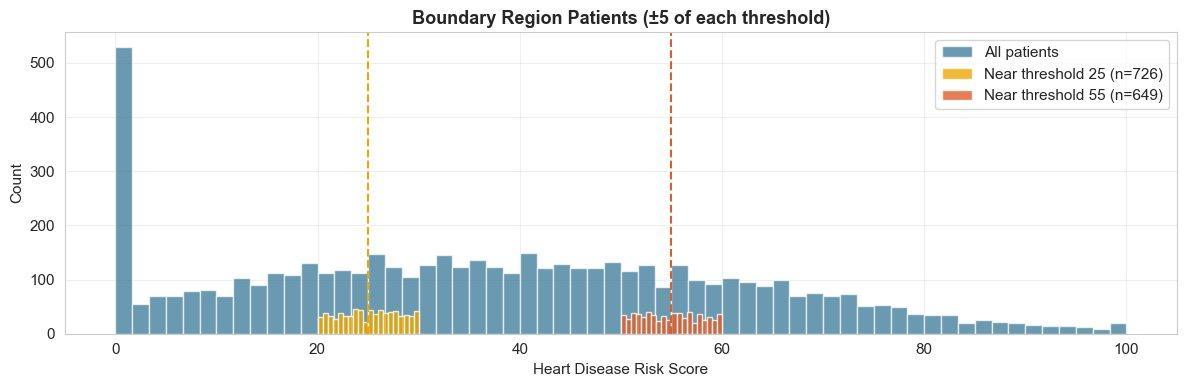 Boundary Region Patients (±5 of each threshold)
All patients
Near threshold 25 (n=726)
Near threshold 55 (n=649)
Count
500
400
300
200
100
0
0 20 40 60 80 100
Heart Disease Risk Score